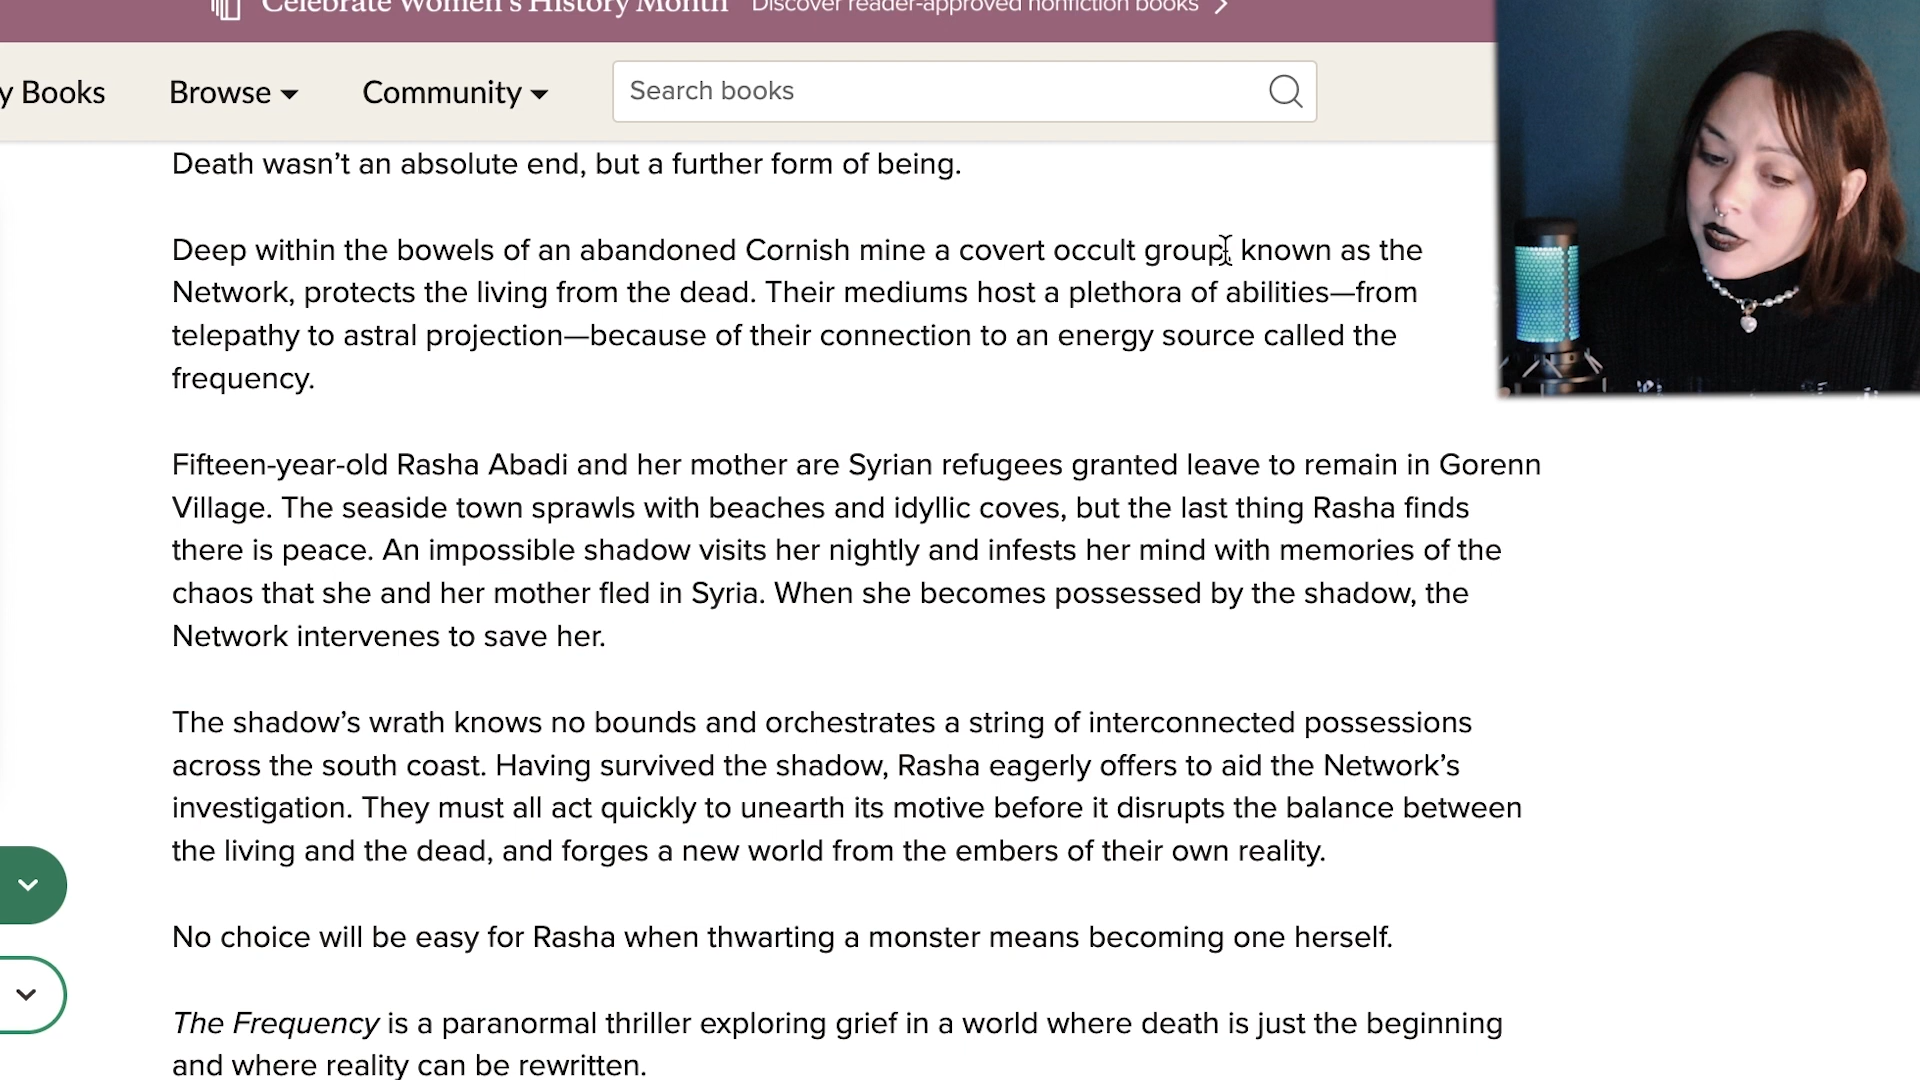 Celebrate Women's History Month Discover reader-approved nonfiction books
y Books Browse Community Search books
Death wasn’t an absolute end, but a further form of being.
Deep within the bowels of an abandoned Cornish mine a covert occult group, known as the
Network, protects the living from the dead. Their mediums host a plethora of abilities—from
telepathy to astral projection—because of their connection to an energy source called the
frequency.
Fifteen-year-old Rasha Abadi and her mother are Syrian refugees granted leave to remain in Gorenn
Village. The seaside town sprawls with beaches and idyllic coves, but the last thing Rasha finds
there is peace. An impossible shadow visits her nightly and infests her mind with memories of the
chaos that she and her mother fled in Syria. When she becomes possessed by the shadow, the
Network intervenes to save her.
The shadow’s wrath knows no bounds and orchestrates a string of interconnected possessions
across the south coast. Having survived the shadow, Rasha eagerly offers to aid the Network’s
investigation. They must all act quickly to unearth its motive before it disrupts the balance between
the living and the dead, and forges a new world from the embers of their own reality.
No choice will be easy for Rasha when thwarting a monster means becoming one herself.
The Frequency is a paranormal thriller exploring grief in a world where death is just the beginning
and where reality can be rewritten.